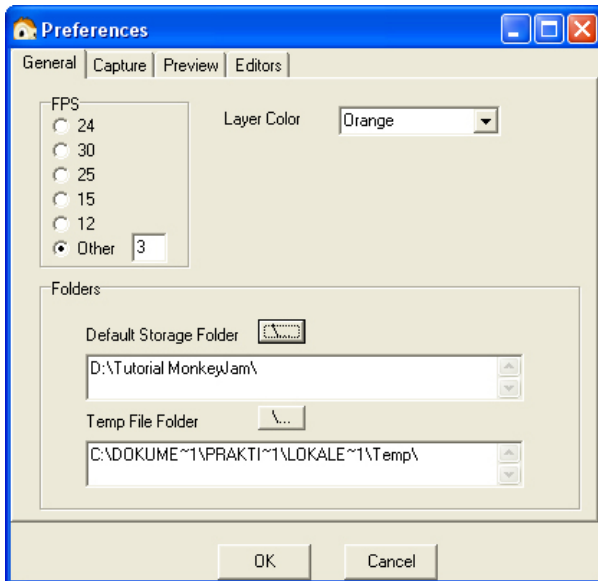 Preferences
General Capture Preview Editors
FPS
24
30
25
15
12
Other 3
Layer Color Orange
Folders
Default Storage Folder \...
D:\Tutorial MonkeyJam\
Temp File Folder \...
C:\DOKUME~1\PRAKTI~1\LOKALE~1\Temp\
OK Cancel